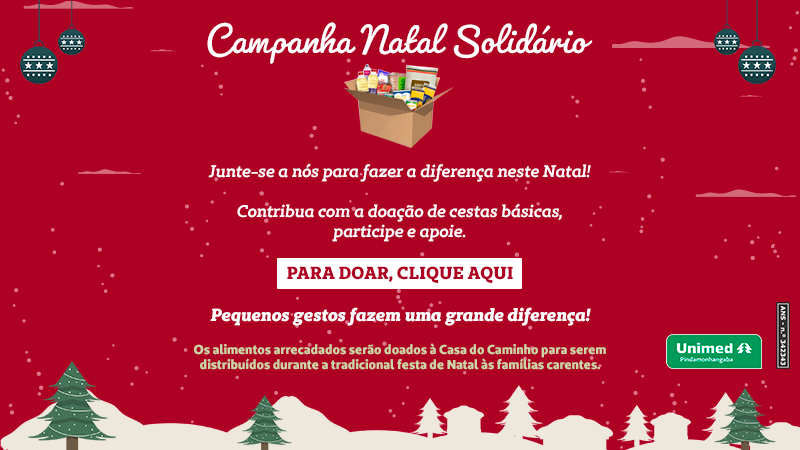 Campanha Natal Solidário
Junte-se a nós para fazer a diferença neste Natal!
Contribua com a doação de cestas básicas,
participe e apoie.
PARA DOAR, CLIQUE AQUI
Pequenos gestos fazem uma grande diferença!
Os alimentos arrecadados serão doados à Casa do Caminho para serem
distribuídos durante a tradicional festa de Natal às famílias carentes.
Unimed
Pindamonhangaba
ANS - n.º 342343